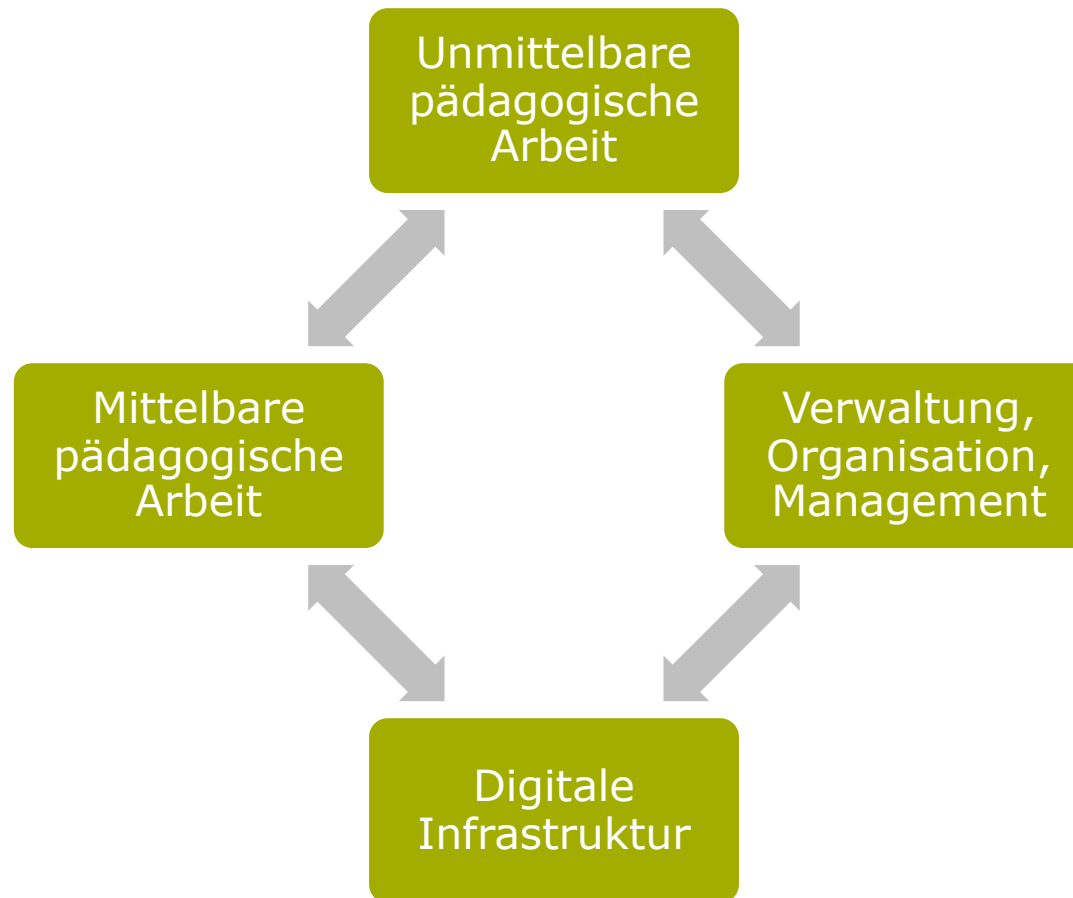 Unmittelbare
pädagogische
Arbeit
Mittelbare
pädagogische
Arbeit
Verwaltung,
Organisation,
Management
Digitale
Infrastruktur